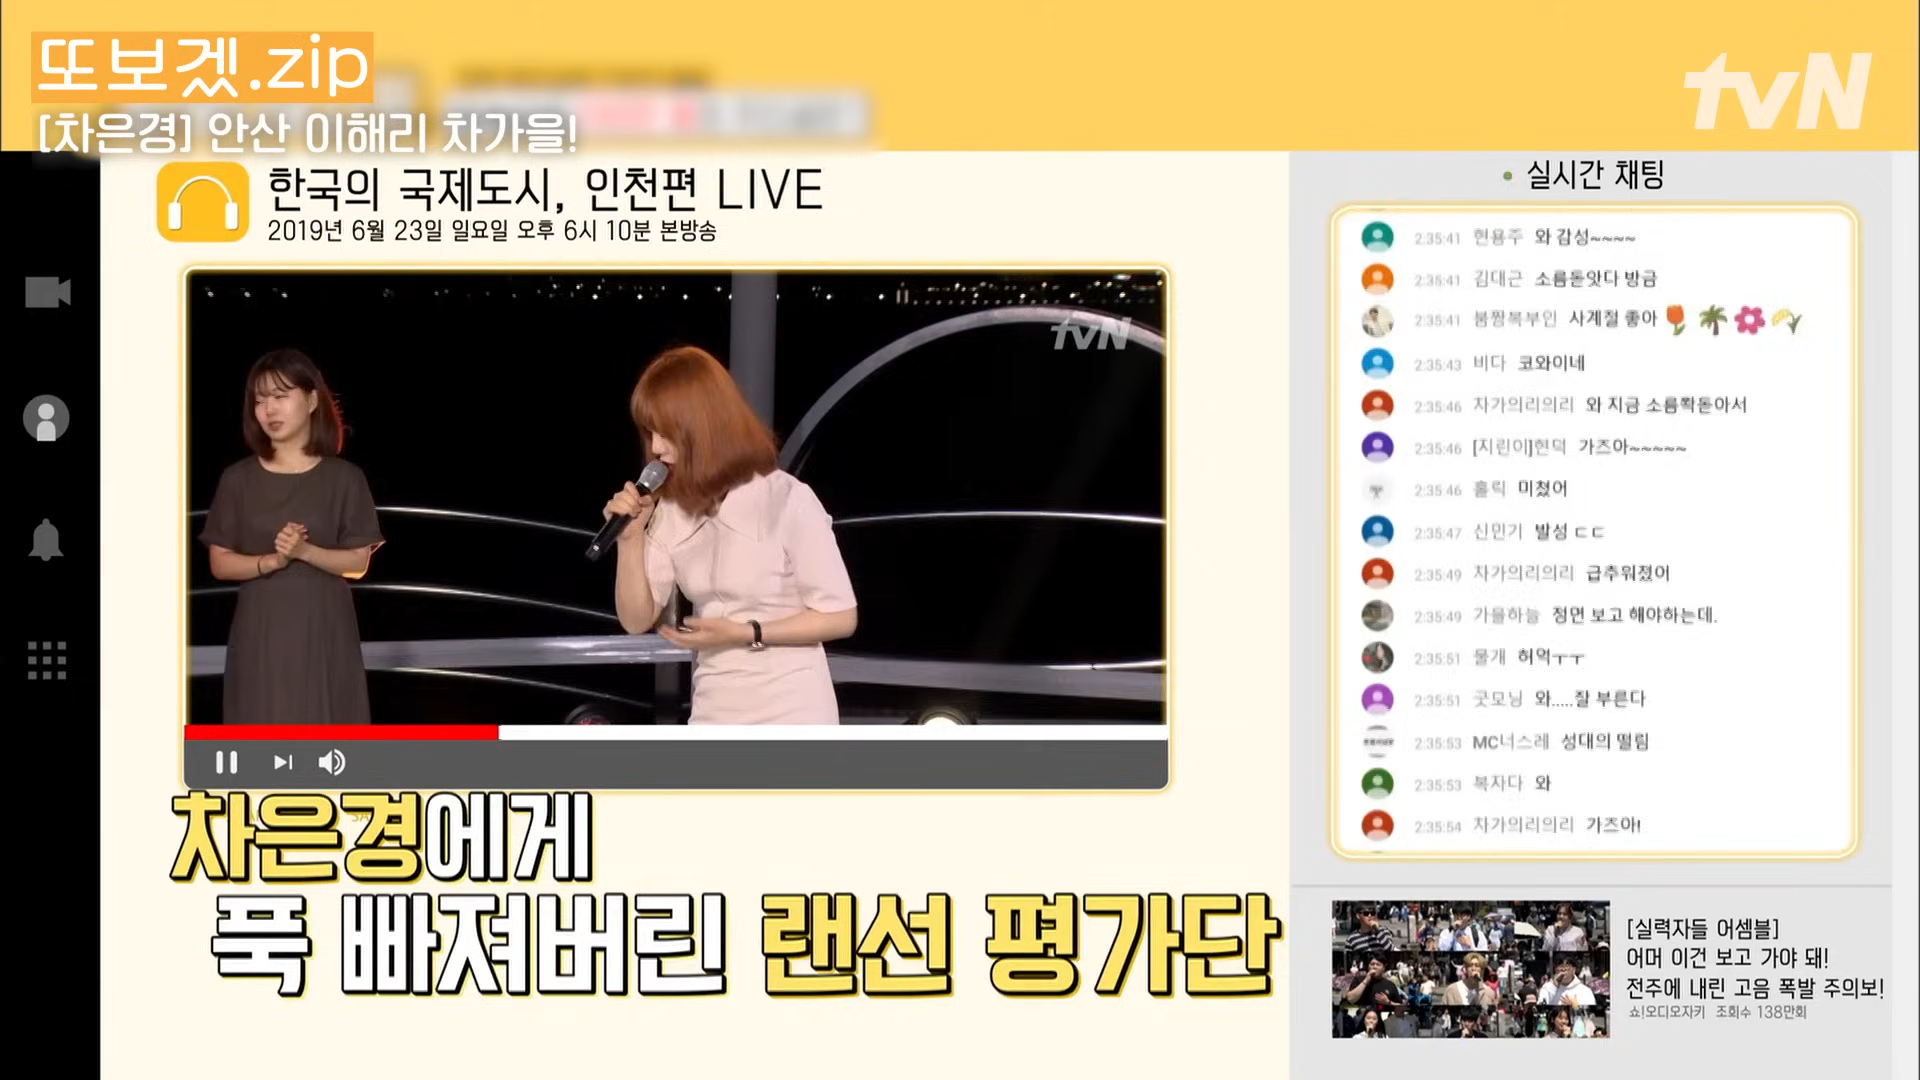 또보겠.zip
[차은경] 안산 이해리 차가을!
tvN
한국의 국제도시, 인천편 LIVE
2019년 6월 23일 일요일 오후 6시 10분 본방송
tvN
차은경에게
푹 빠져버린 랜선 평가단
• 실시간 채팅
2:35:41 현용주 와 감성~~~~
2:35:41 김대근 소름돋앗다 방금
2:35:41 붐짱복부인 사계절 좋아🌷🌴🌸🌾
2:35:43 비다 코와이네
2:35:46 차가의리의리 와 지금 소름쫙돋아서
2:35:46 [지린이]현덕 가즈아~~~~~
2:35:46 홀릭 미쳤어
2:35:47 신민기 발성 ㄷㄷ
2:35:49 차가의리의리 급추워졌어
2:35:49 가을하늘 정면 보고 해야하는데.
2:35:51 물개 허억ㅜㅜ
2:35:51 굿모닝 와.....잘 부른다
2:35:53 MC너스레 성대의 떨림
2:35:53 복자다 와
2:35:54 차가의리의리 가즈아!
[실력자들 어셈블]
어머 이건 보고 가야 돼!
전주에 내린 고음 폭발 주의보!
쇼!오디오자키 조회수 138만회